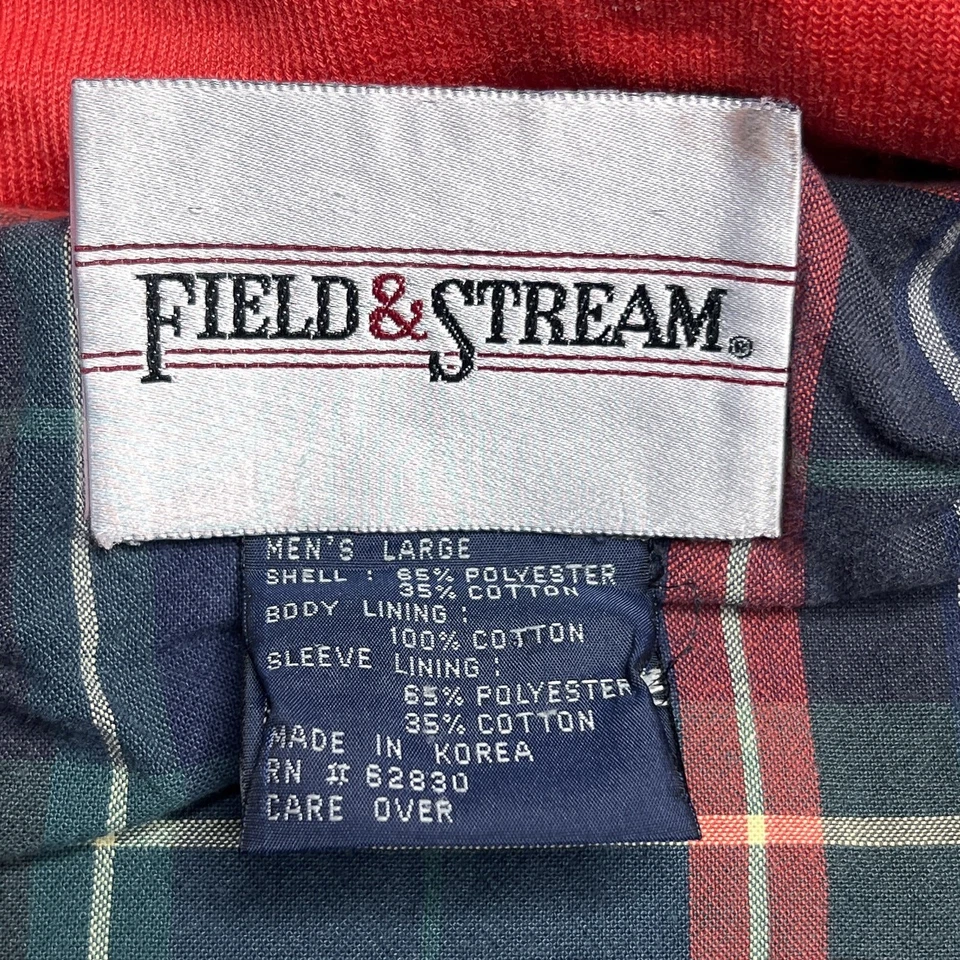 FIELD & STREAM®
MEN'S LARGE
SHELL : 65% POLYESTER
35% COTTON
BODY LINING :
100% COTTON
SLEEVE LINING :
65% POLYESTER
35% COTTON
MADE IN KOREA
RN # 62830
CARE OVER